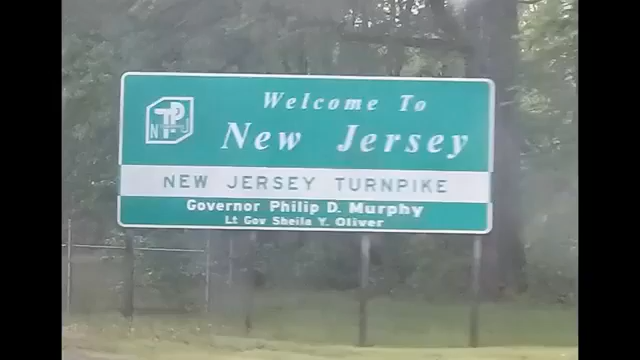 Welcome To
New Jersey
NEW JERSEY TURNPIKE
Governor Philip D. Murphy
Lt Gov Sheila Y. Oliver